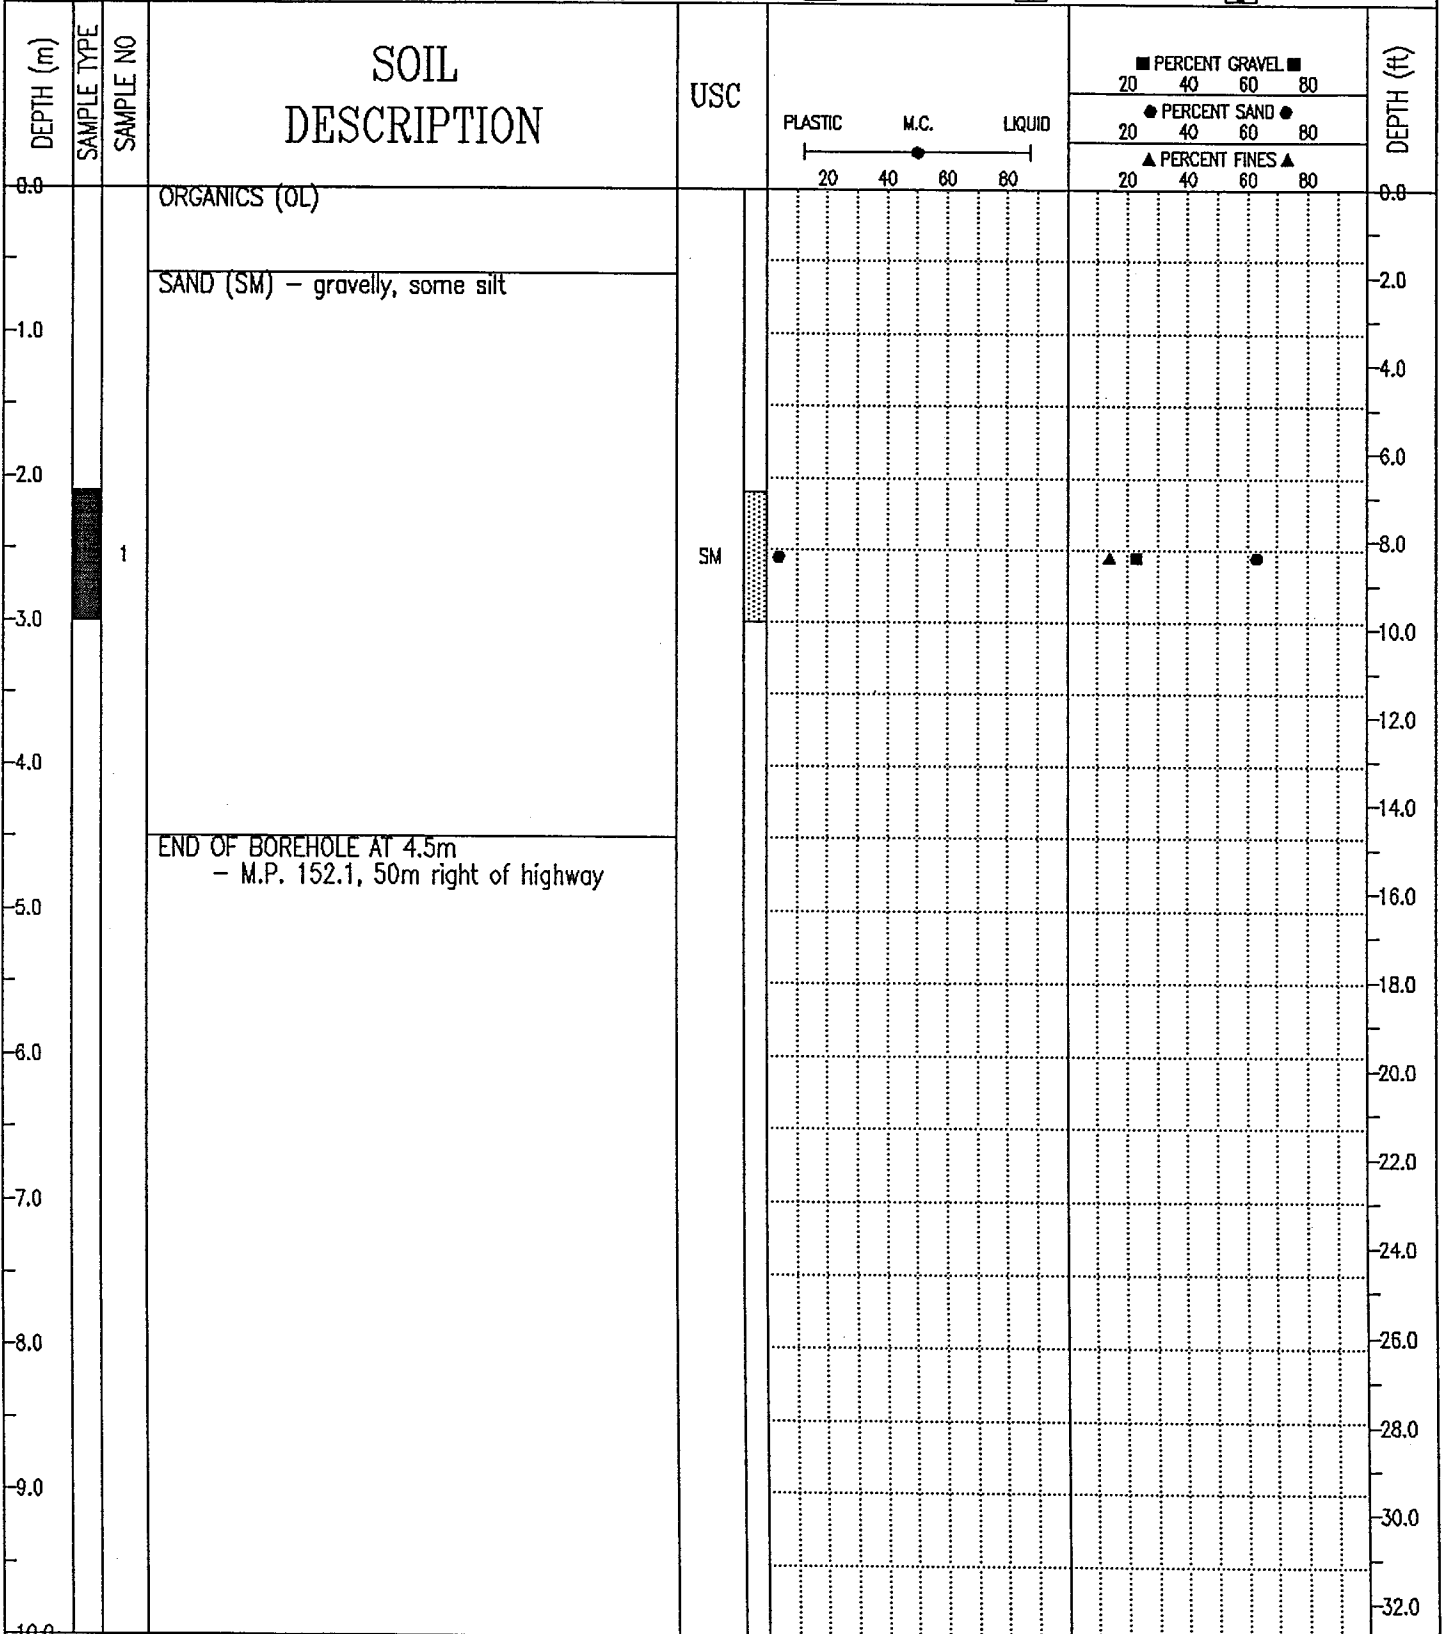 DEPTH (m)
SAMPLE TYPE
SAMPLE NO
SOIL
DESCRIPTION
USC
PLASTIC M.C. LIQUID
20 40 60 80
■ PERCENT GRAVEL ■
20 40 60 80
● PERCENT SAND ●
20 40 60 80
▲ PERCENT FINES ▲
20 40 60 80
DEPTH (ft)
0.0
ORGANICS (OL)
0.0
SAND (SM) – gravelly, some silt
2.0
1.0
4.0
2.0
6.0
1
SM
8.0
3.0
10.0
12.0
4.0
14.0
END OF BOREHOLE AT 4.5m
– M.P. 152.1, 50m right of highway
5.0
16.0
18.0
6.0
20.0
22.0
7.0
24.0
8.0
26.0
28.0
9.0
30.0
32.0
10.0